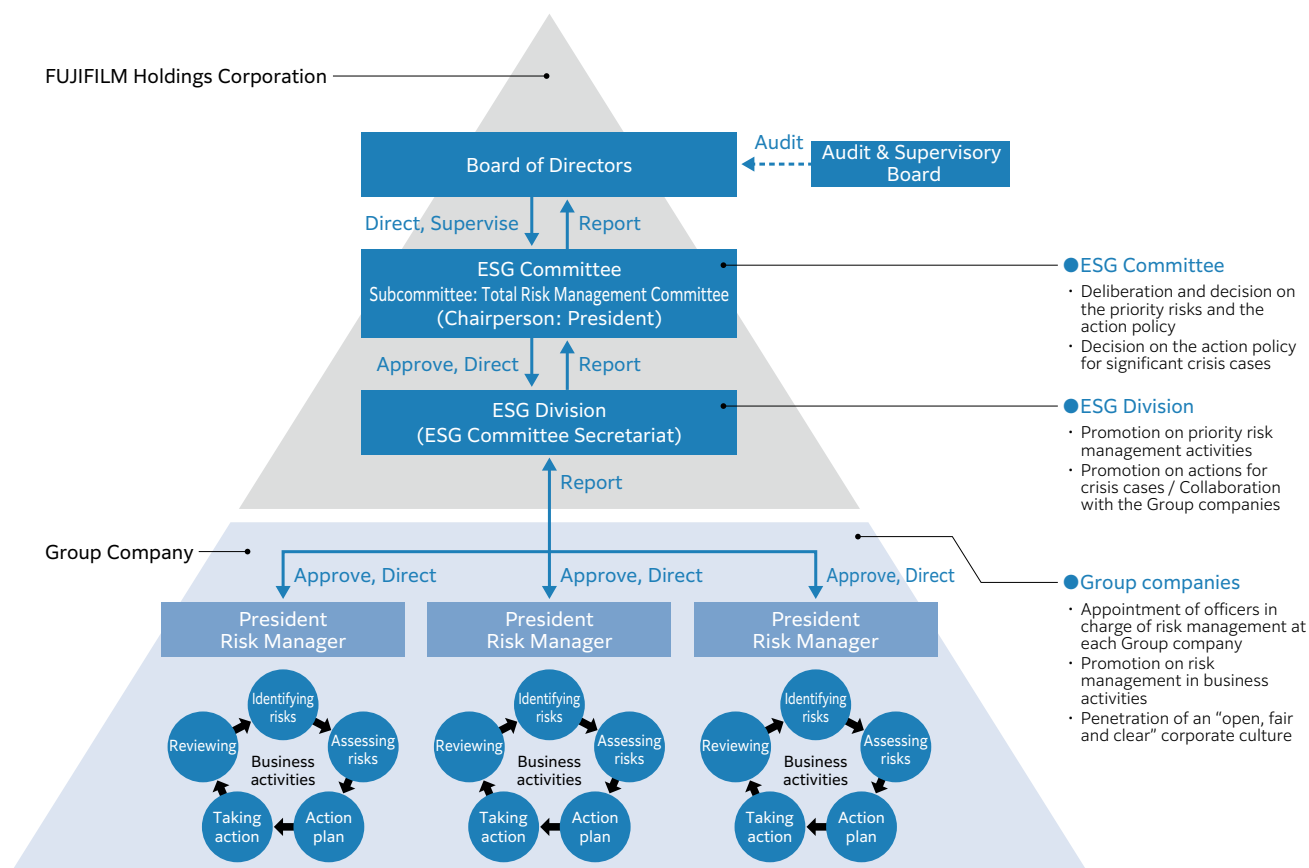 FUJIFILM Holdings Corporation
Board of Directors
Audit
Audit & Supervisory
Board
Direct, Supervise
Report
ESG Committee
Subcommittee: Total Risk Management Committee
(Chairperson: President)
Approve, Direct
Report
ESG Division
(ESG Committee Secretariat)
Report
●ESG Committee
・Deliberation and decision on
the priority risks and the
action policy
・Decision on the action policy
for significant crisis cases
●ESG Division
・Promotion on priority risk
management activities
・Promotion on actions for
crisis cases / Collaboration
with the Group companies
Group Company
Approve, Direct
Approve, Direct
Approve, Direct
●Group companies
・Appointment of officers in
charge of risk management at
each Group company
・Promotion on risk
management in business
activities
・Penetration of an “open, fair
and clear” corporate culture
President
Risk Manager
President
Risk Manager
President
Risk Manager
Identifying
risks
Assessing
risks
Action
plan
Taking
action
Reviewing
Business
activities
Identifying
risks
Assessing
risks
Action
plan
Taking
action
Reviewing
Business
activities
Identifying
risks
Assessing
risks
Action
plan
Taking
action
Reviewing
Business
activities